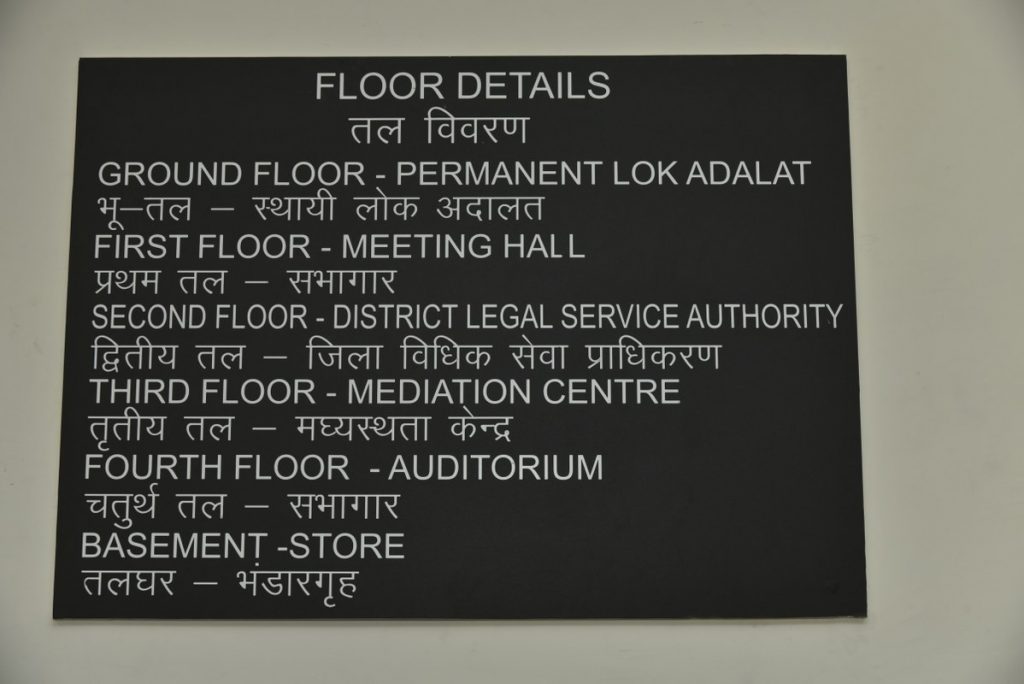 FLOOR DETAILS
तल विवरण
GROUND FLOOR - PERMANENT LOK ADALAT
भू–तल – स्थायी लोक अदालत
FIRST FLOOR - MEETING HALL
प्रथम तल – सभागार
SECOND FLOOR - DISTRICT LEGAL SERVICE AUTHORITY
द्वितीय तल – जिला विधिक सेवा प्राधिकरण
THIRD FLOOR - MEDIATION CENTRE
तृतीय तल – मघ्यस्थता केन्द्र
FOURTH FLOOR - AUDITORIUM
चतुर्थ तल – सभागार
BASEMENT -STORE
तलघर – भंडारगृह